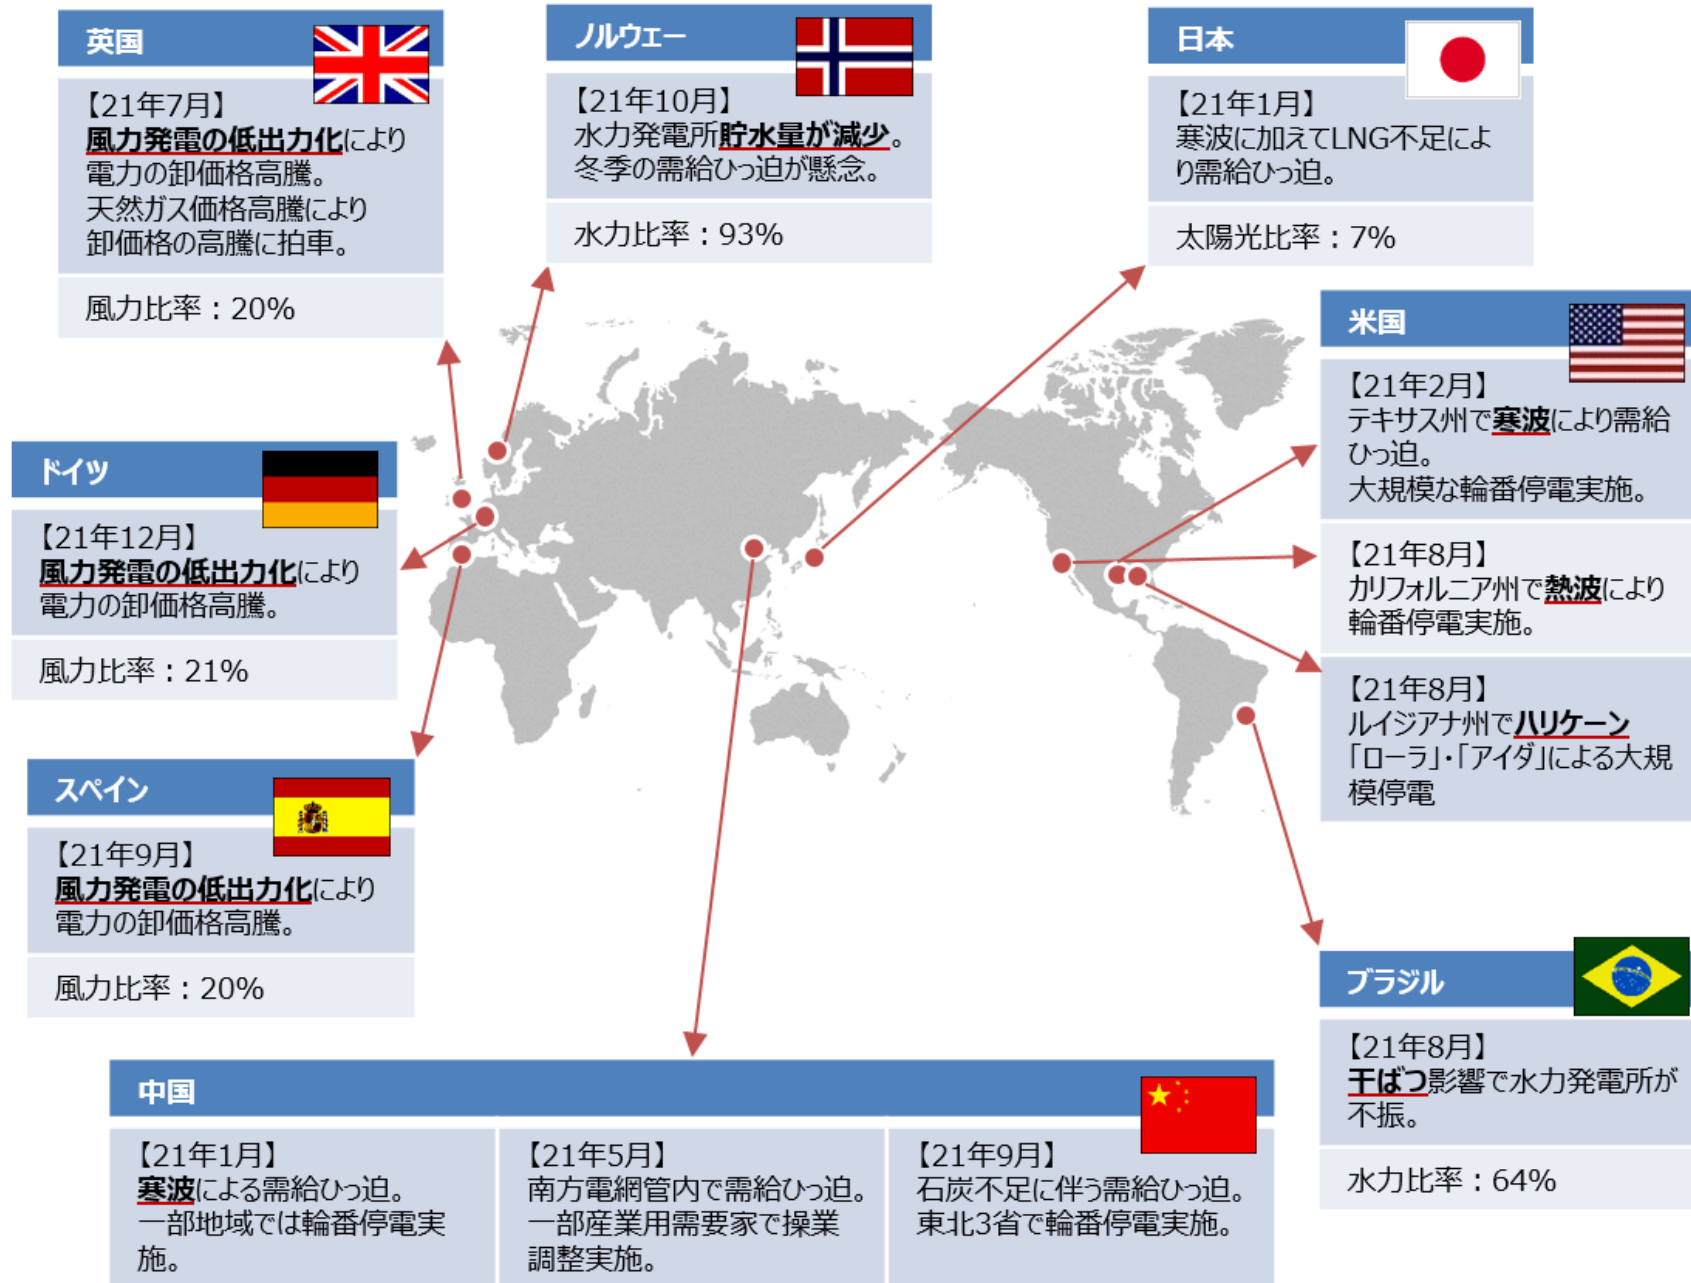 英国
【21年7月】
風力発電の低出力化により
電力の卸価格高騰。
天然ガス価格高騰により
卸価格の高騰に拍車。
風力比率：20%
ノルウェー
【21年10月】
水力発電所貯水量が減少。
冬季の需給ひっ迫が懸念。
水力比率：93%
日本
【21年1月】
寒波に加えてLNG不足によ
り需給ひっ迫。
太陽光比率：7%
米国
【21年2月】
テキサス州で寒波により需給
ひっ迫。
大規模な輪番停電実施。
【21年8月】
カリフォルニア州で熱波により
輪番停電実施。
【21年8月】
ルイジアナ州でハリケーン
「ローラ」・「アイダ」による大規
模停電
ドイツ
【21年12月】
風力発電の低出力化により
電力の卸価格高騰。
風力比率：21%
スペイン
【21年9月】
風力発電の低出力化により
電力の卸価格高騰。
風力比率：20%
ブラジル
【21年8月】
干ばつ影響で水力発電所が
不振。
水力比率：64%
中国
【21年1月】
寒波による需給ひっ迫。
一部地域では輪番停電実
施。
【21年5月】
南方電網管内で需給ひっ迫。
一部産業用需要家で操業
調整実施。
【21年9月】
石炭不足に伴う需給ひっ迫。
東北3省で輪番停電実施。